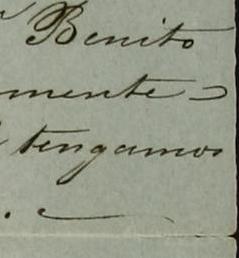 Benito
mente =
tengamos
.